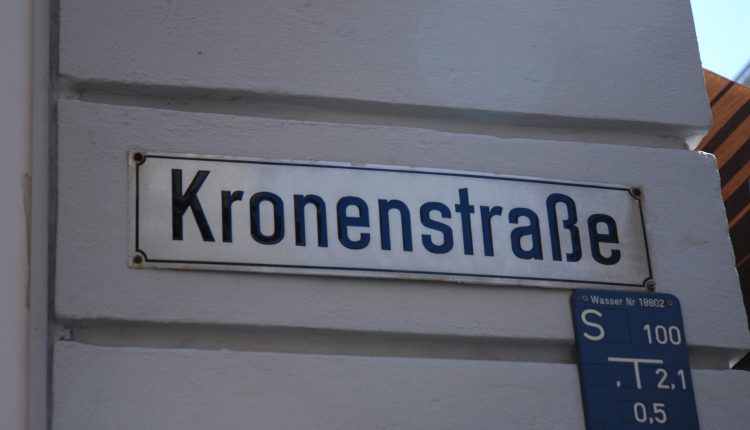 Kronenstraße
Wasser Nr 18802
S 100
, T 2,1
0,5